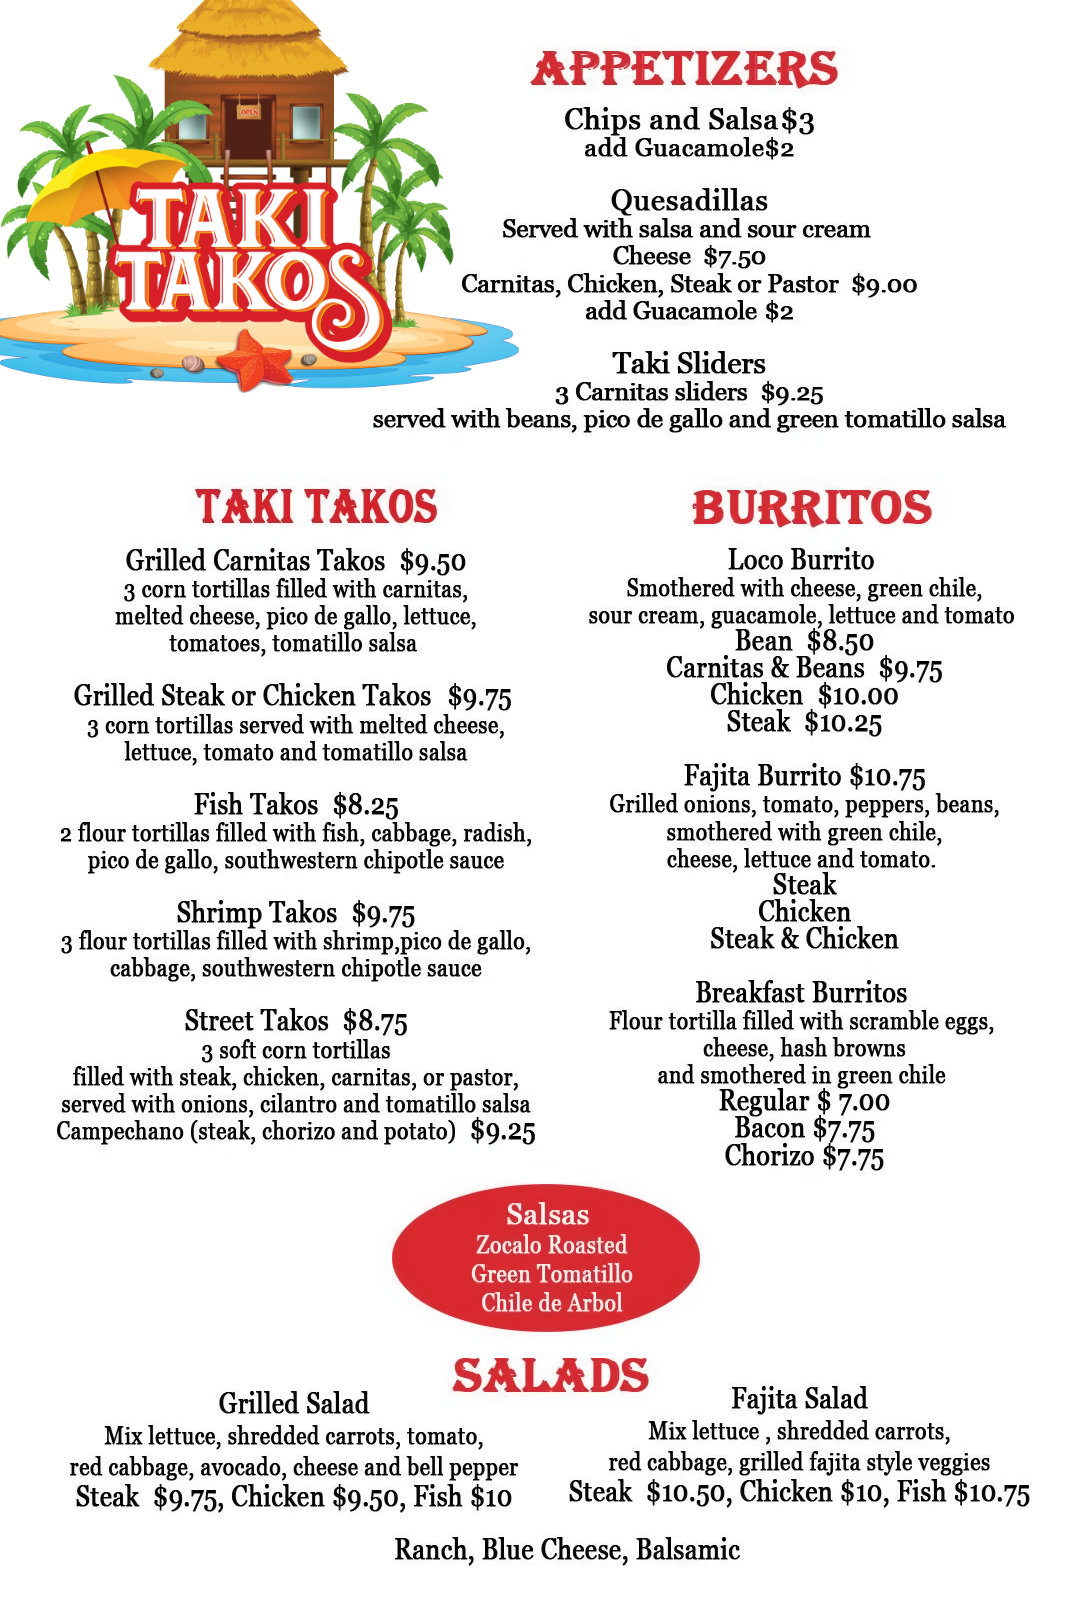 OPEN
TAKI
TAKOS
APPETIZERS
Chips and Salsa $3
add Guacamole $2
Quesadillas
Served with salsa and sour cream
Cheese $7.50
Carnitas, Chicken, Steak or Pastor $9.00
add Guacamole $2
Taki Sliders
3 Carnitas sliders $9.25
served with beans, pico de gallo and green tomatillo salsa
TAKI TAKOS
Grilled Carnitas Takos $9.50
3 corn tortillas filled with carnitas,
melted cheese, pico de gallo, lettuce,
tomatoes, tomatillo salsa
Grilled Steak or Chicken Takos $9.75
3 corn tortillas served with melted cheese,
lettuce, tomato and tomatillo salsa
Fish Takos $8.25
2 flour tortillas filled with fish, cabbage, radish,
pico de gallo, southwestern chipotle sauce
Shrimp Takos $9.75
3 flour tortillas filled with shrimp,pico de gallo,
cabbage, southwestern chipotle sauce
Street Takos $8.75
3 soft corn tortillas
filled with steak, chicken, carnitas, or pastor,
served with onions, cilantro and tomatillo salsa
Campechano (steak, chorizo and potato) $9.25
BURRITOS
Loco Burrito
Smothered with cheese, green chile,
sour cream, guacamole, lettuce and tomato
Bean $8.50
Carnitas & Beans $9.75
Chicken $10.00
Steak $10.25
Fajita Burrito $10.75
Grilled onions, tomato, peppers, beans,
smothered with green chile,
cheese, lettuce and tomato.
Steak
Chicken
Steak & Chicken
Breakfast Burritos
Flour tortilla filled with scramble eggs,
cheese, hash browns
and smothered in green chile
Regular $ 7.00
Bacon $7.75
Chorizo $7.75
Salsas
Zocalo Roasted
Green Tomatillo
Chile de Arbol
SALADS
Grilled Salad
Mix lettuce, shredded carrots, tomato,
red cabbage, avocado, cheese and bell pepper
Steak $9.75, Chicken $9.50, Fish $10
Fajita Salad
Mix lettuce , shredded carrots,
red cabbage, grilled fajita style veggies
Steak $10.50, Chicken $10, Fish $10.75
Ranch, Blue Cheese, Balsamic